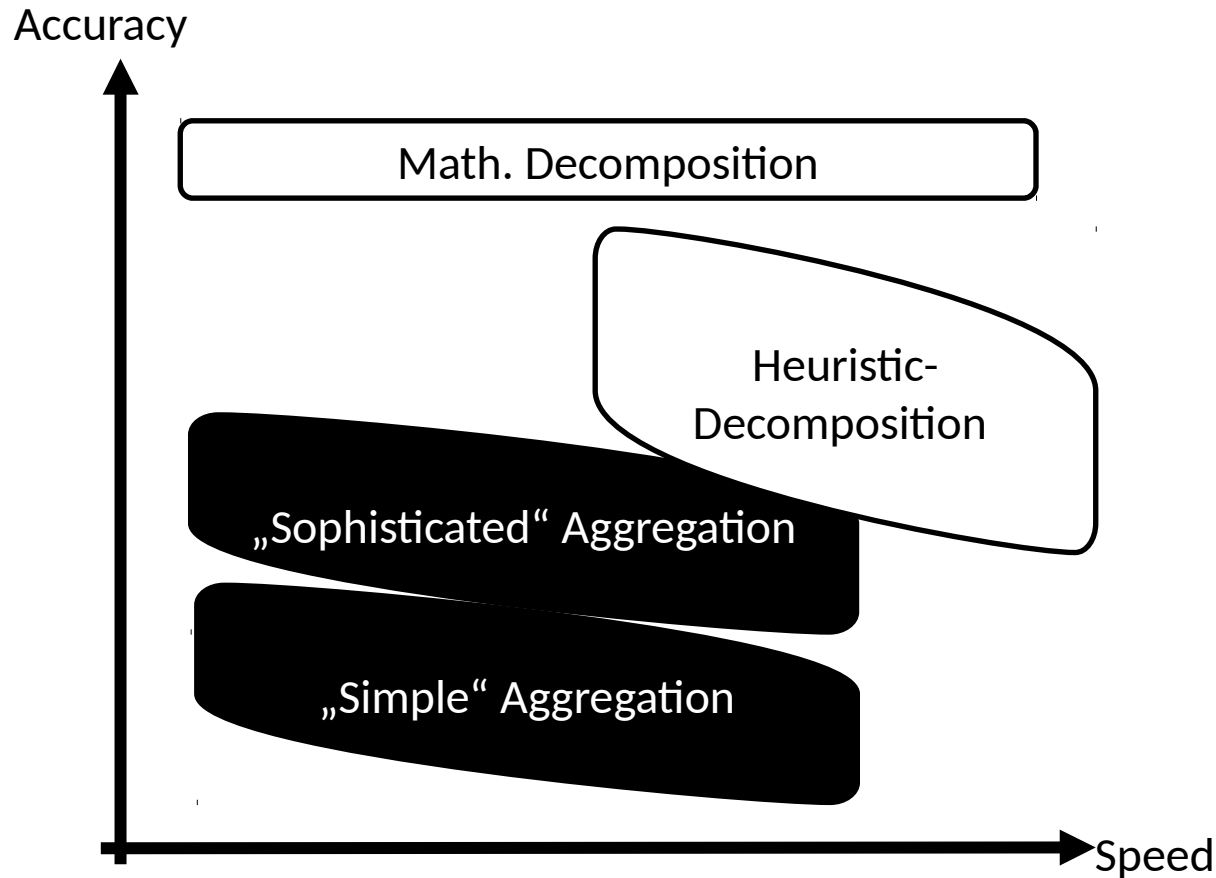 Accuracy
Math. Decomposition
Heuristic-
Decomposition
„Sophisticated“ Aggregation
„Simple“ Aggregation
Speed